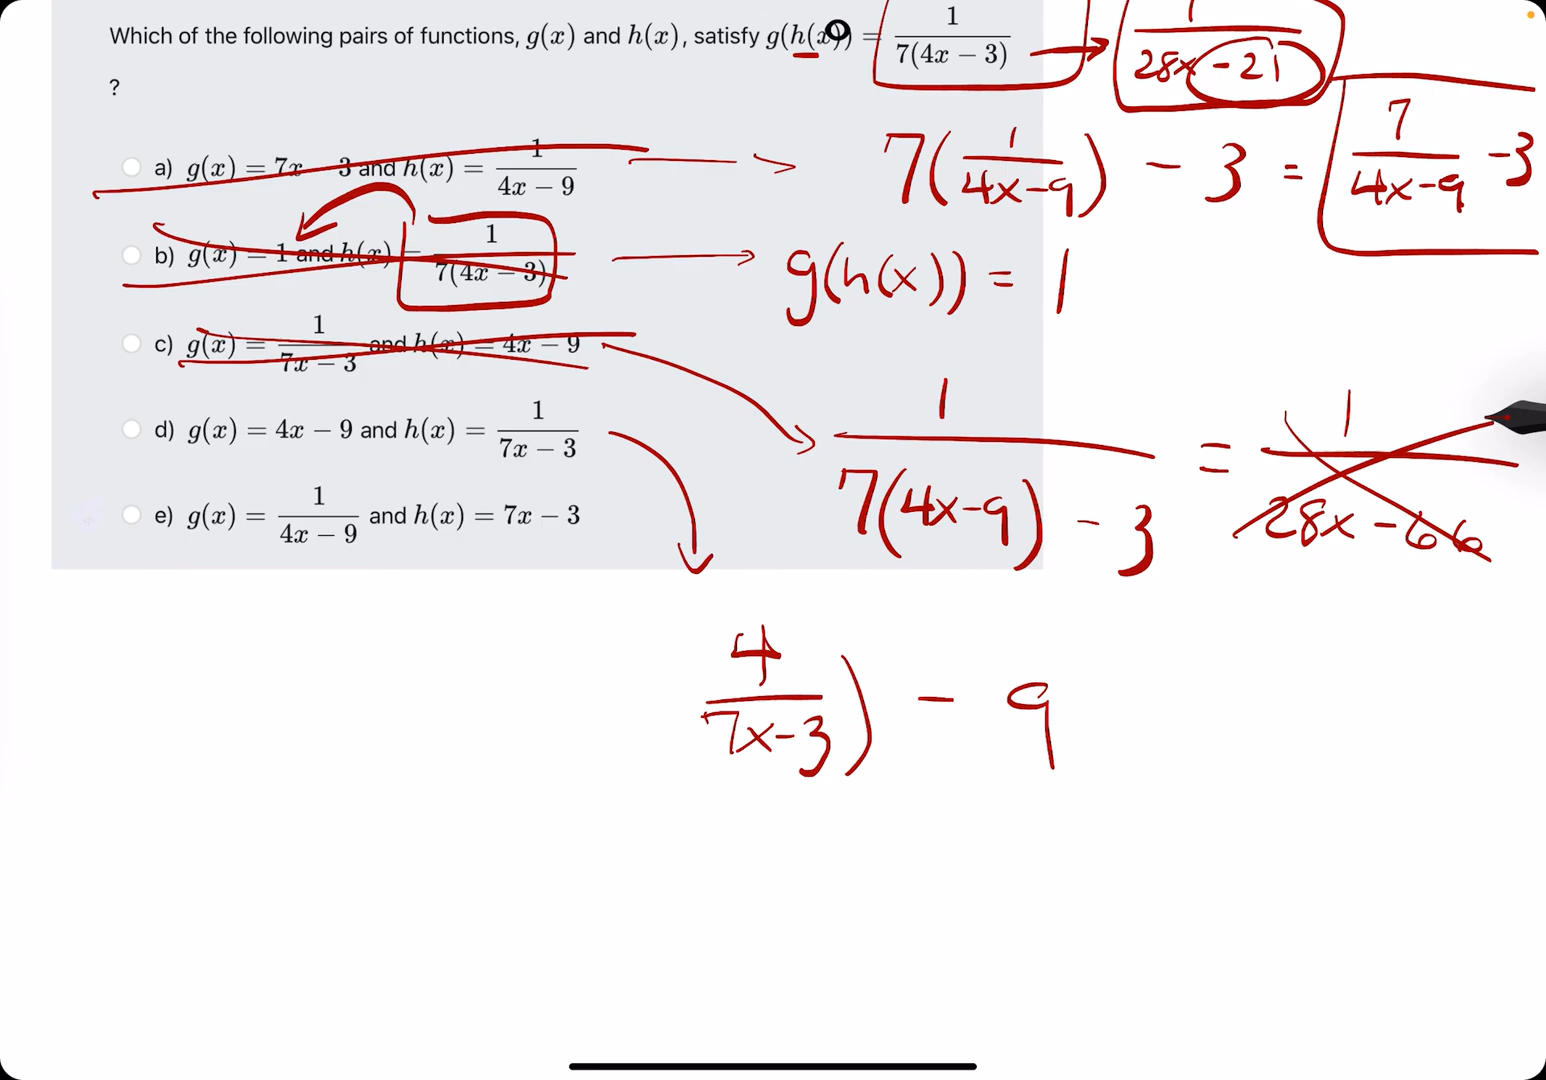 Which of the following pairs of functions, g(x) and h(x), satisfy g(h(x)) = 1/(7(4x − 3)) → 1/(28x − 21)
?
a) g(x) = 7x − 3 and h(x) = 1/(4x − 9) → 7(1/(4x−9)) − 3 = 7/(4x−9) − 3
b) g(x) = 1 and h(x) = 1/(7(4x − 3)) → g(h(x)) = 1
c) g(x) = 1/(7x − 3) and h(x) = 4x − 9 → 1/(7(4x−9) − 3) = 1/(28x − 66)
d) g(x) = 4x − 9 and h(x) = 1/(7x − 3)
e) g(x) = 1/(4x − 9) and h(x) = 7x − 3
4/(7x−3)) − 9